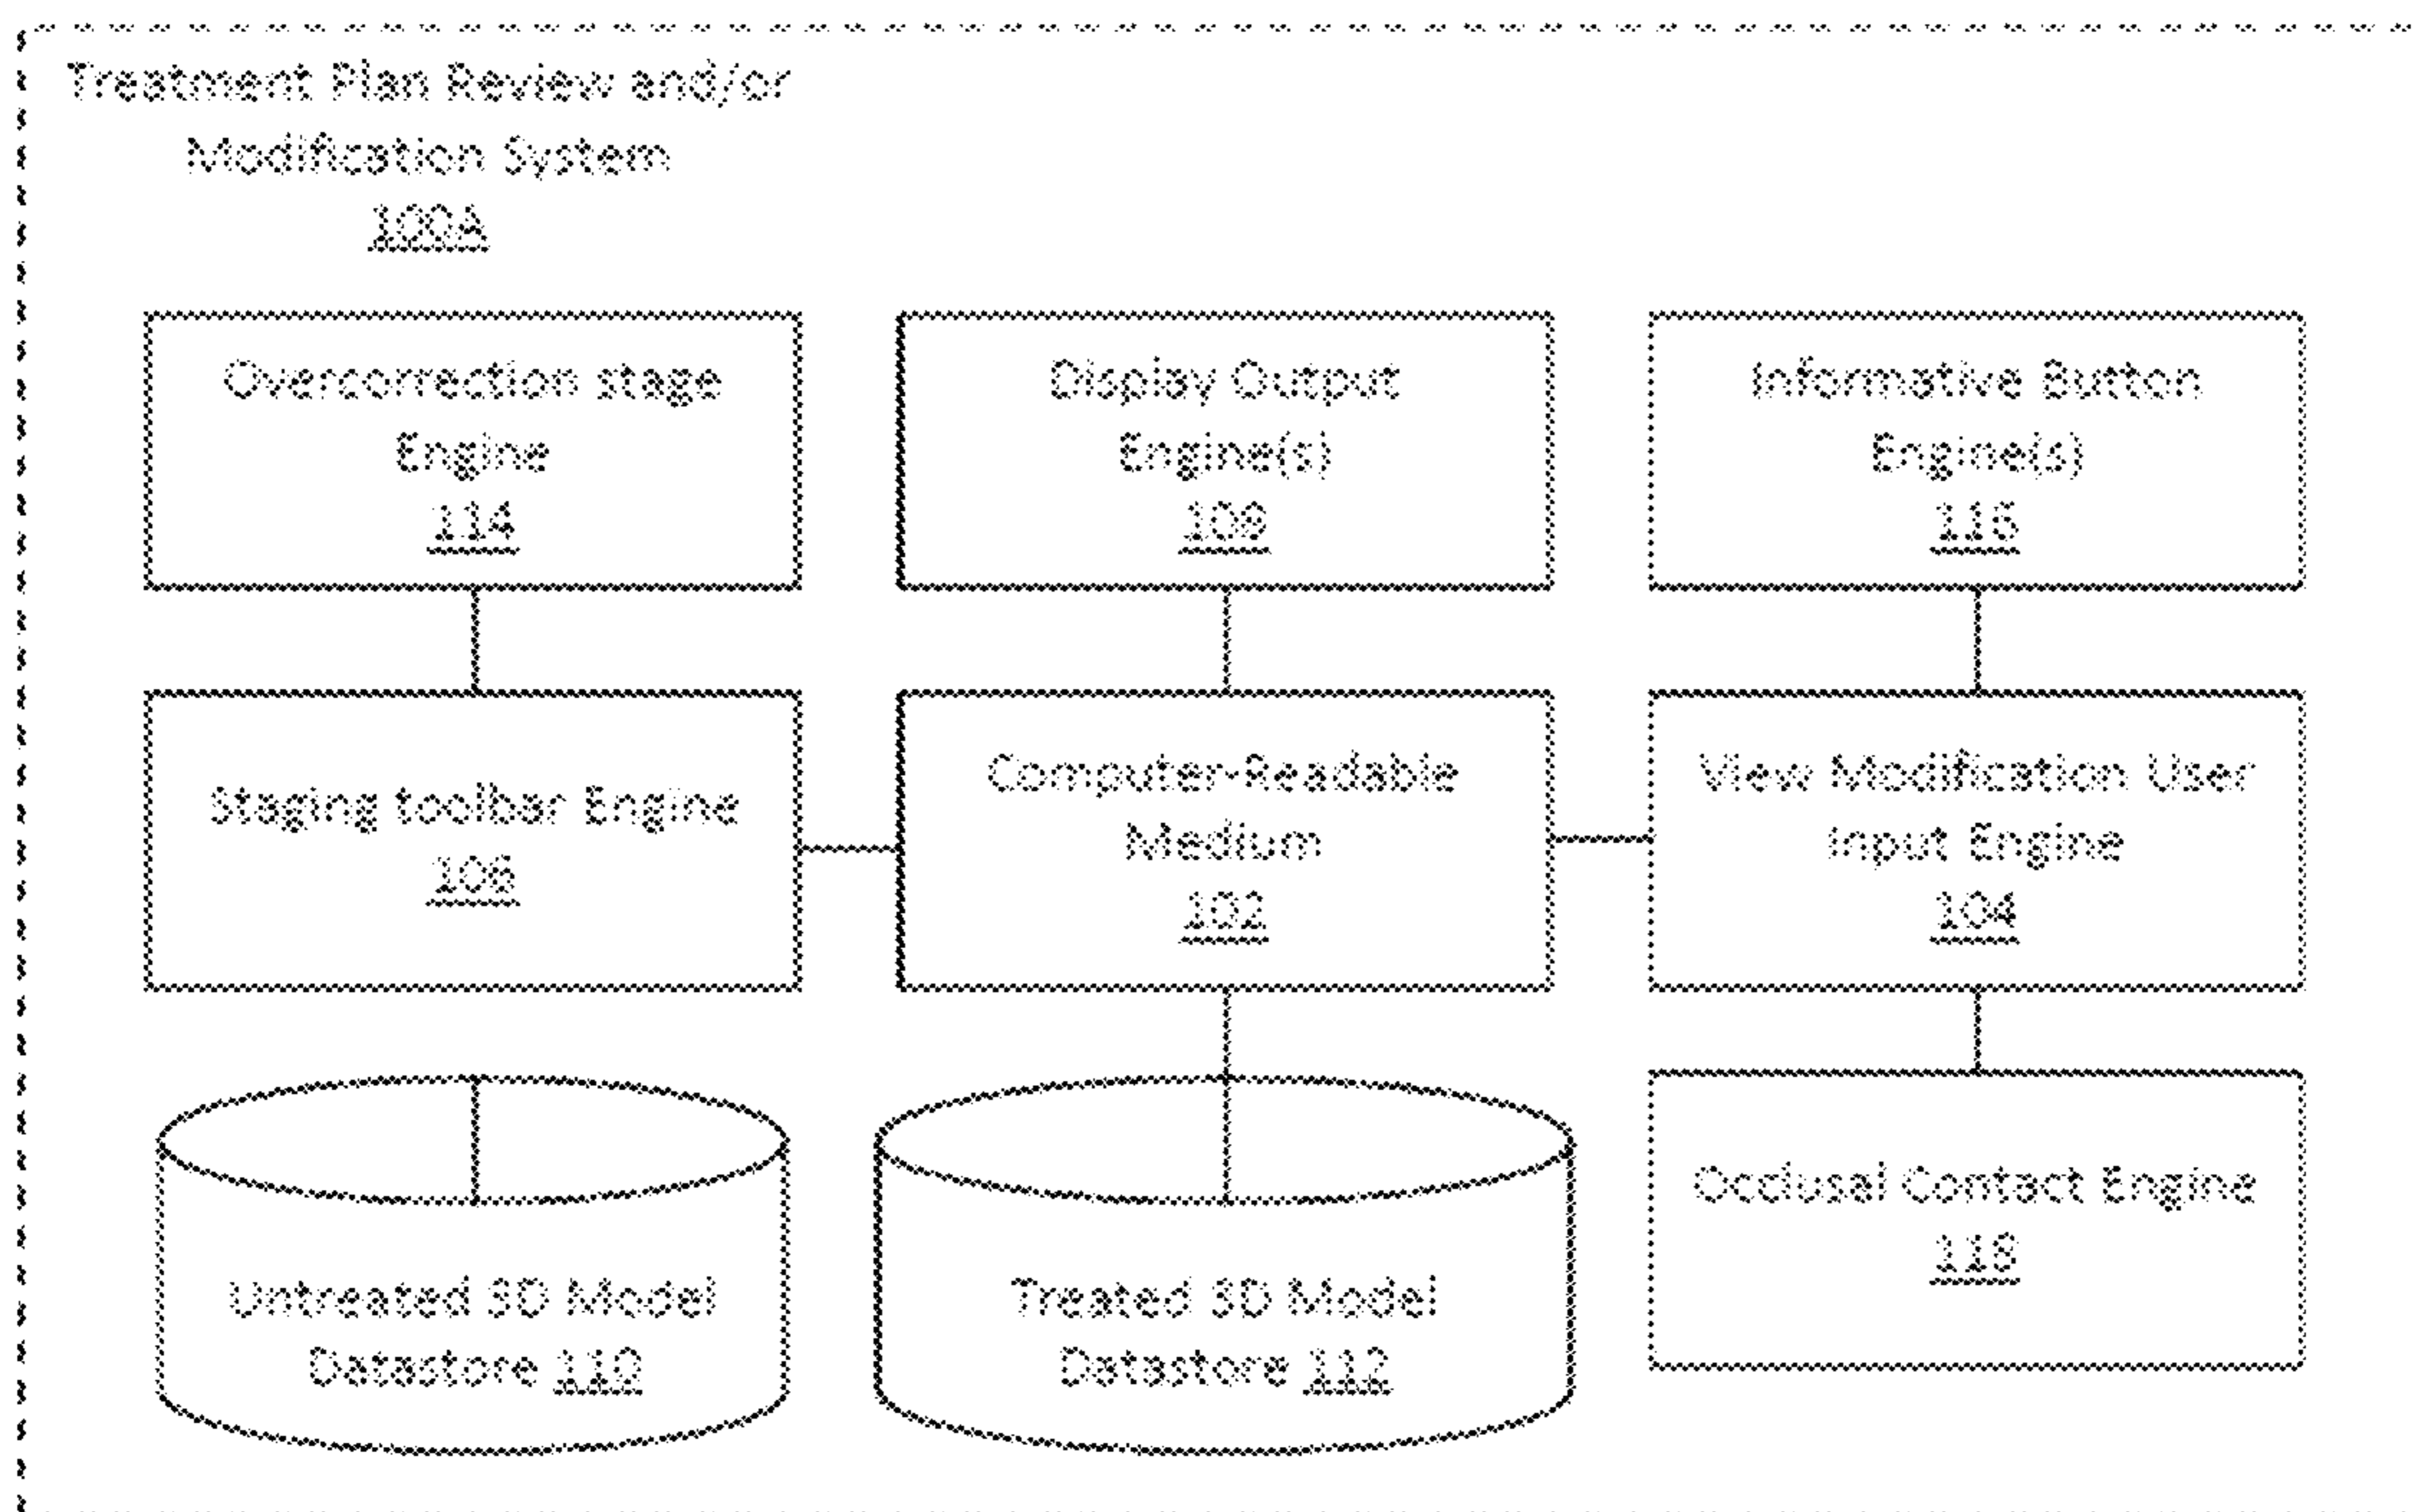 Treatment Plan Review and/or
Modification System
100A
Overcorrection stage
Engine
114
Display Output
Engine(s)
Informative Button
Engine(s)
116
Staging toolbar Engine
Computer-Readable
Medium
102
View Modification User
Input Engine
104
Untreated 3D Model
Datastore 110
Treated 3D Model
Datastore 112
Occlusal Contact Engine
118